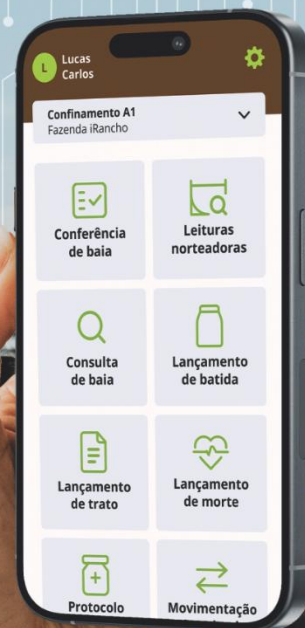 L
Lucas
Carlos
Confinamento A1
Fazenda iRancho
Conferência
de baia
Leituras
norteadoras
Consulta
de baia
Lançamento
de batida
Lançamento
de trato
Lançamento
de morte
Protocolo
Movimentação